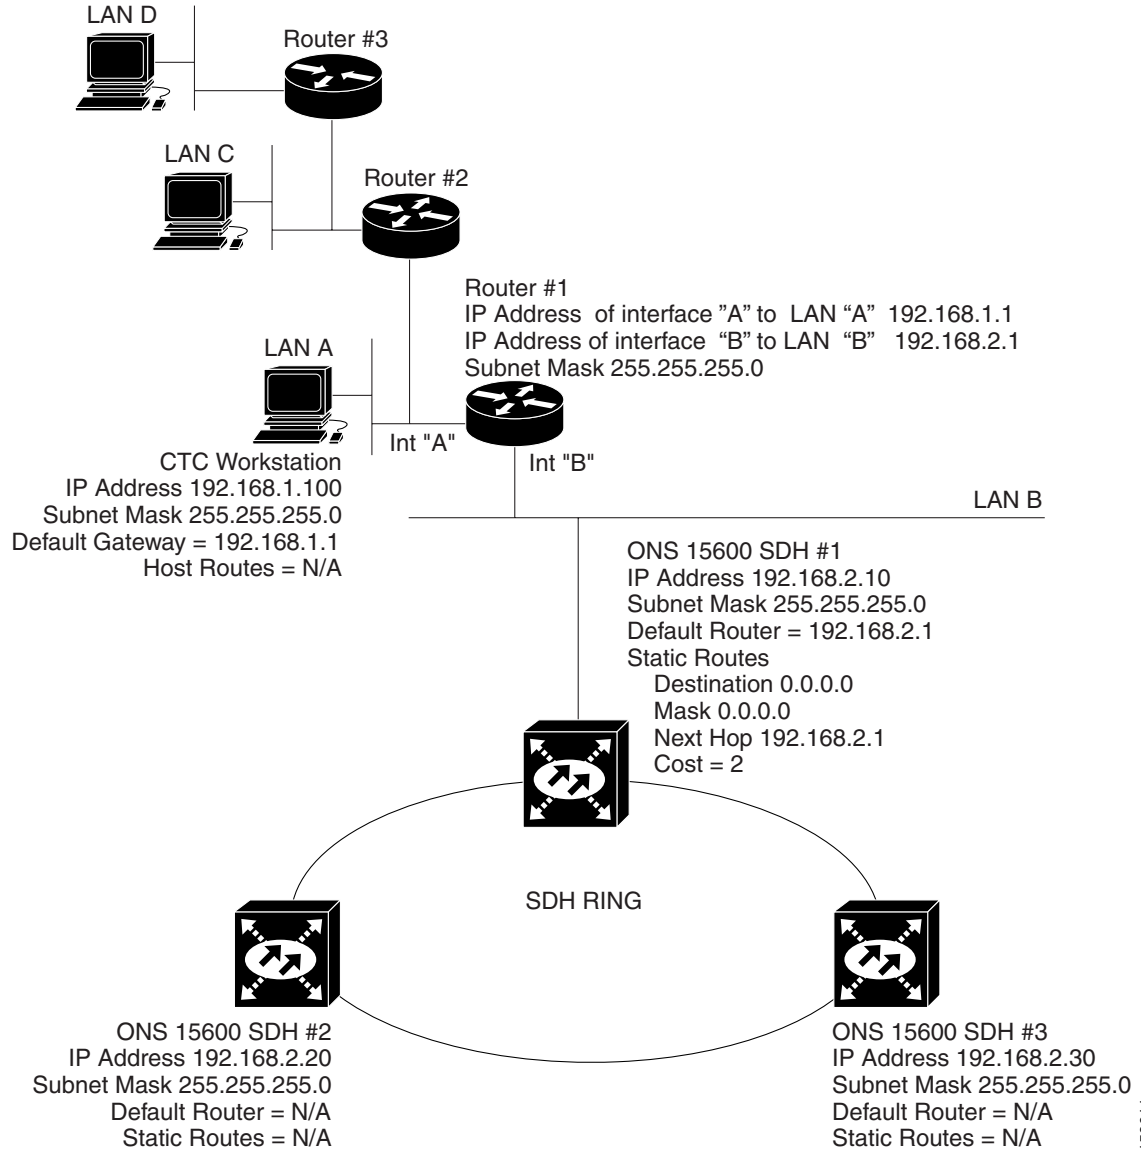 LAN D
Router #3
LAN C
Router #2
Router #1
IP Address of interface ”A” to LAN “A” 192.168.1.1
IP Address of interface “B” to LAN “B” 192.168.2.1
Subnet Mask 255.255.255.0
LAN A
Int "A"
Int "B"
CTC Workstation
IP Address 192.168.1.100
Subnet Mask 255.255.255.0
Default Gateway = 192.168.1.1
Host Routes = N/A
LAN B
ONS 15600 SDH #1
IP Address 192.168.2.10
Subnet Mask 255.255.255.0
Default Router = 192.168.2.1
Static Routes
Destination 0.0.0.0
Mask 0.0.0.0
Next Hop 192.168.2.1
Cost = 2
SDH RING
ONS 15600 SDH #2
IP Address 192.168.2.20
Subnet Mask 255.255.255.0
Default Router = N/A
Static Routes = N/A
ONS 15600 SDH #3
IP Address 192.168.2.30
Subnet Mask 255.255.255.0
Default Router = N/A
Static Routes = N/A